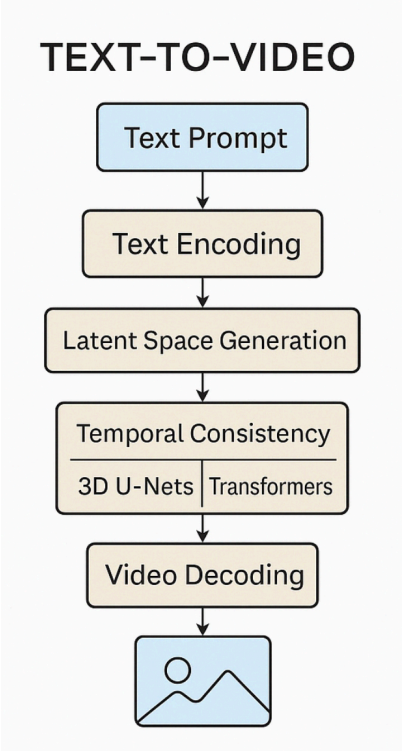 TEXT-TO-VIDEO
Text Prompt
Text Encoding
Latent Space Generation
Temporal Consistency
3D U-Nets
Transformers
Video Decoding